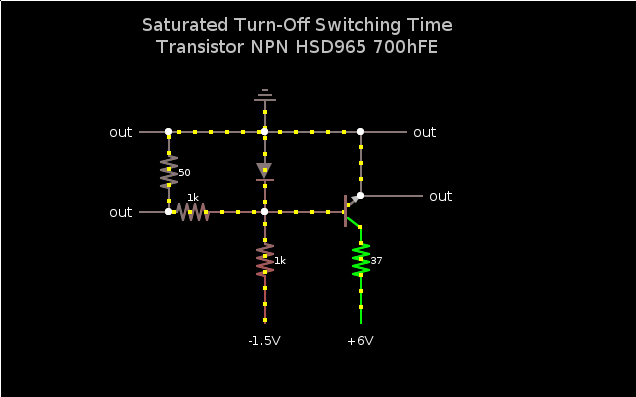 Saturated Turn-Off Switching Time
Transistor NPN HSD965 700hFE
out
out
50
out
1k
out
1k
37
-1.5V
+6V